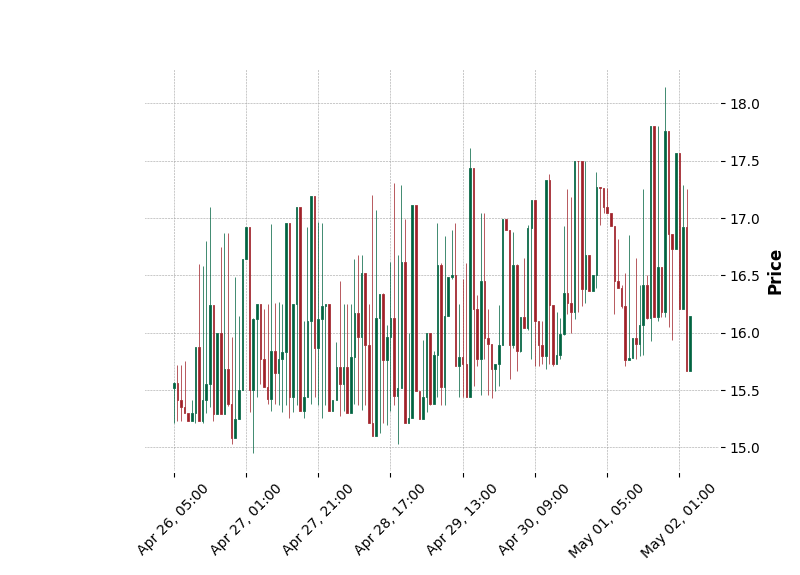 18.0
17.5
17.0
16.5
16.0
15.5
15.0
Price
Apr 26, 05:00
Apr 27, 01:00
Apr 27, 21:00
Apr 28, 17:00
Apr 29, 13:00
Apr 30, 09:00
May 01, 05:00
May 02, 01:00